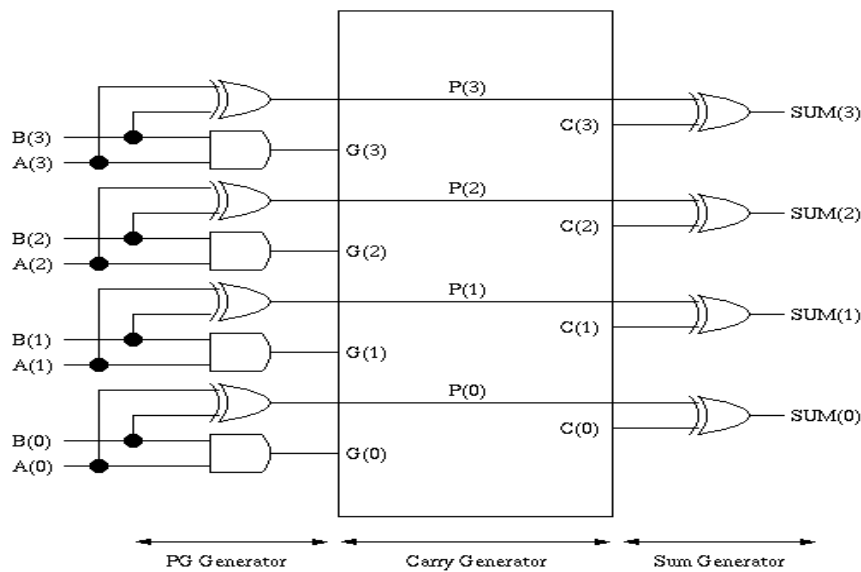 P(3)
SUM(3)
C(3)
B(3)
G(3)
A(3)
P(2)
SUM(2)
C(2)
B(2)
G(2)
A(2)
P(1)
SUM(1)
C(1)
B(1)
G(1)
A(1)
P(0)
SUM(0)
C(0)
B(0)
G(0)
A(0)
PG Generator
Carry Generator
Sum Generator